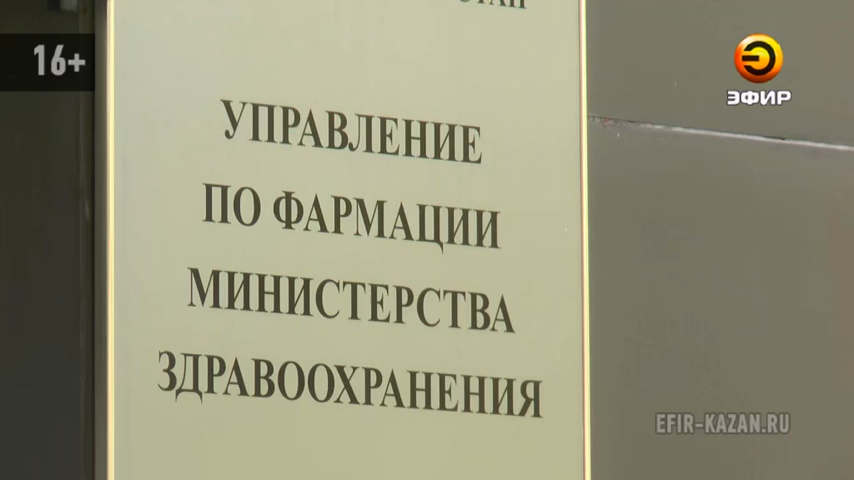 16+
ЭФИР
УПРАВЛЕНИЕ
ПО ФАРМАЦИИ
МИНИСТЕРСТВА
ЗДРАВООХРАНЕНИЯ
EFIR-KAZAN.RU